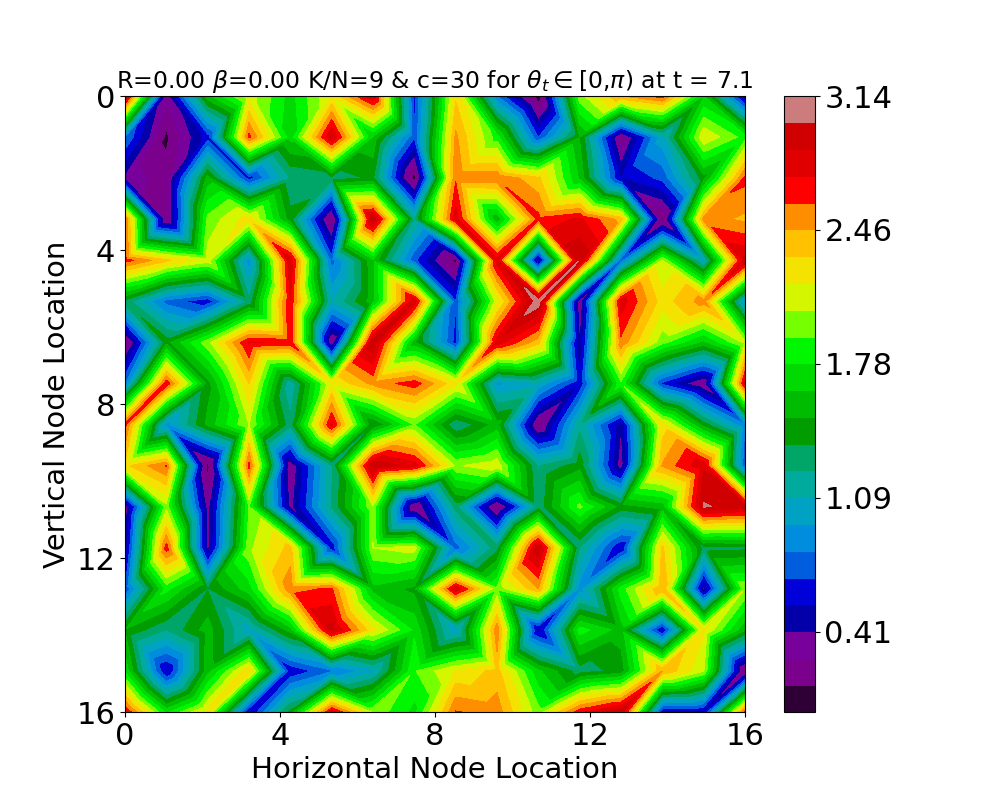 R=0.00 β=0.00 K/N=9 & c=30 for θ_t ∈ [0,π) at t = 7.1
0
4
8
12
16
Vertical Node Location
0 4 8 12 16
Horizontal Node Location
3.14
2.46
1.78
1.09
0.41